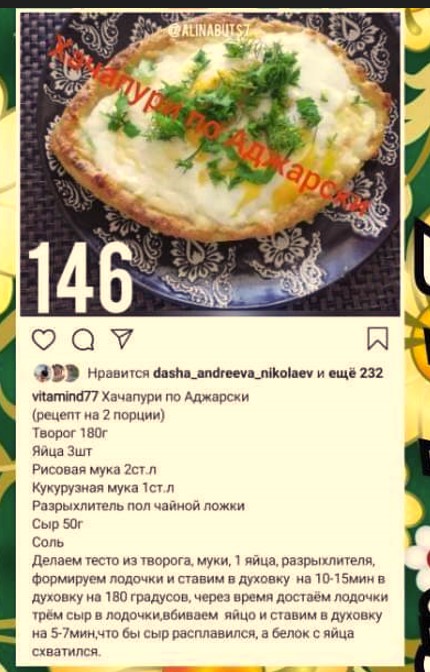 @ALINABUTS7
Хачапури по Аджарски
146
Нравится dasha_andreeva_nikolaev и ещё 232
vitamind77 Хачапури по Аджарски
(рецепт на 2 порции)
Творог 180г
Яйца 3шт
Рисовая мука 2ст.л
Кукурузная мука 1ст.л
Разрыхлитель пол чайной ложки
Сыр 50г
Соль
Делаем тесто из творога, муки, 1 яйца, разрыхлителя,
формируем лодочки и ставим в духовку на 10-15мин в
духовку на 180 градусов, через время достаём лодочки
трём сыр в лодочки,вбиваем яйцо и ставим в духовку
на 5-7мин,что бы сыр расплавился, а белок с яйца
схватился.